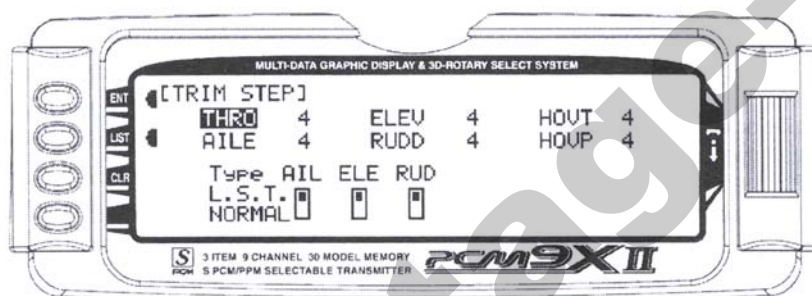 MULTI-DATA GRAPHIC DISPLAY & 3D-ROTARY SELECT SYSTEM
ENT
LIST
CLR
[TRIM STEP]
THRO 4 ELEV 4 HOVT 4
AILE 4 RUDD 4 HOVP 4
Type AIL ELE RUD
L.S.T.
NORMAL
S PCM
3 ITEM 9 CHANNEL 30 MODEL MEMORY
S PCM/PPM SELECTABLE TRANSMITTER
PCM9XII